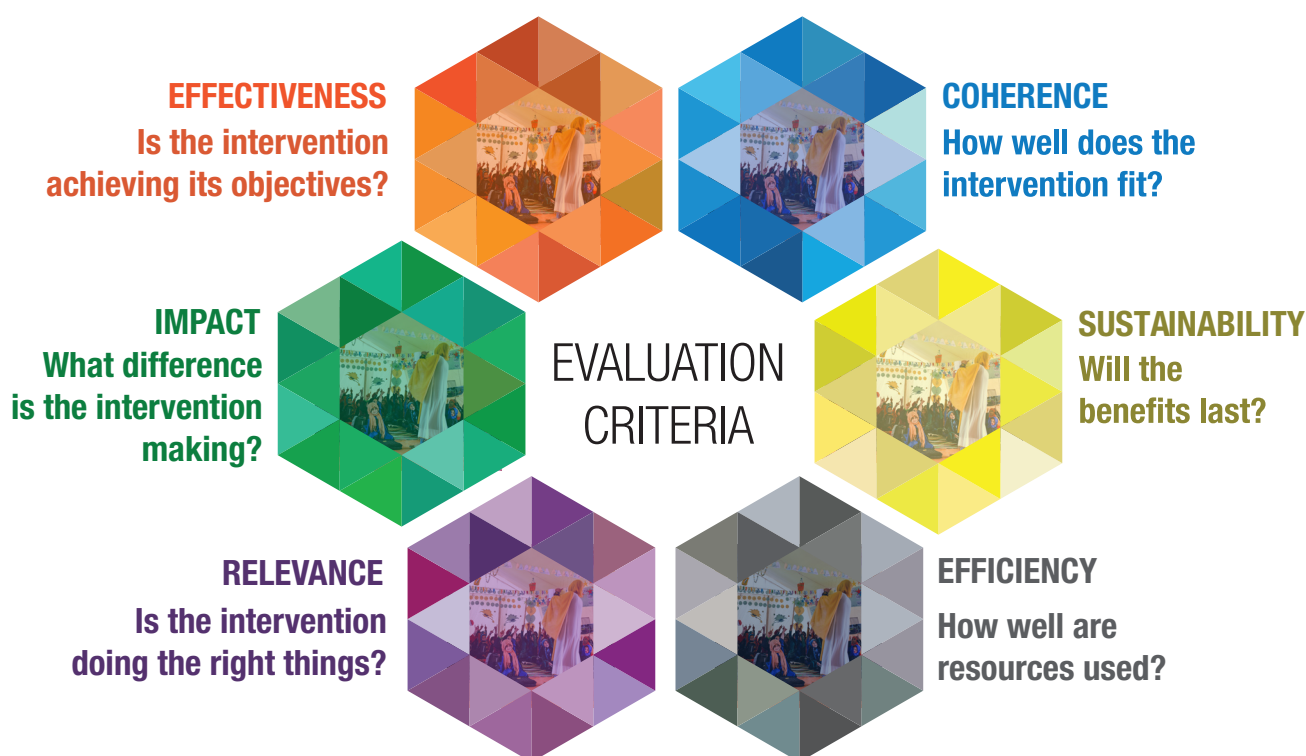 EFFECTIVENESS
Is the intervention
achieving its objectives?
COHERENCE
How well does the
intervention fit?
IMPACT
What difference
is the intervention
making?
EVALUATION
CRITERIA
SUSTAINABILITY
Will the
benefits last?
RELEVANCE
Is the intervention
doing the right things?
EFFICIENCY
How well are
resources used?